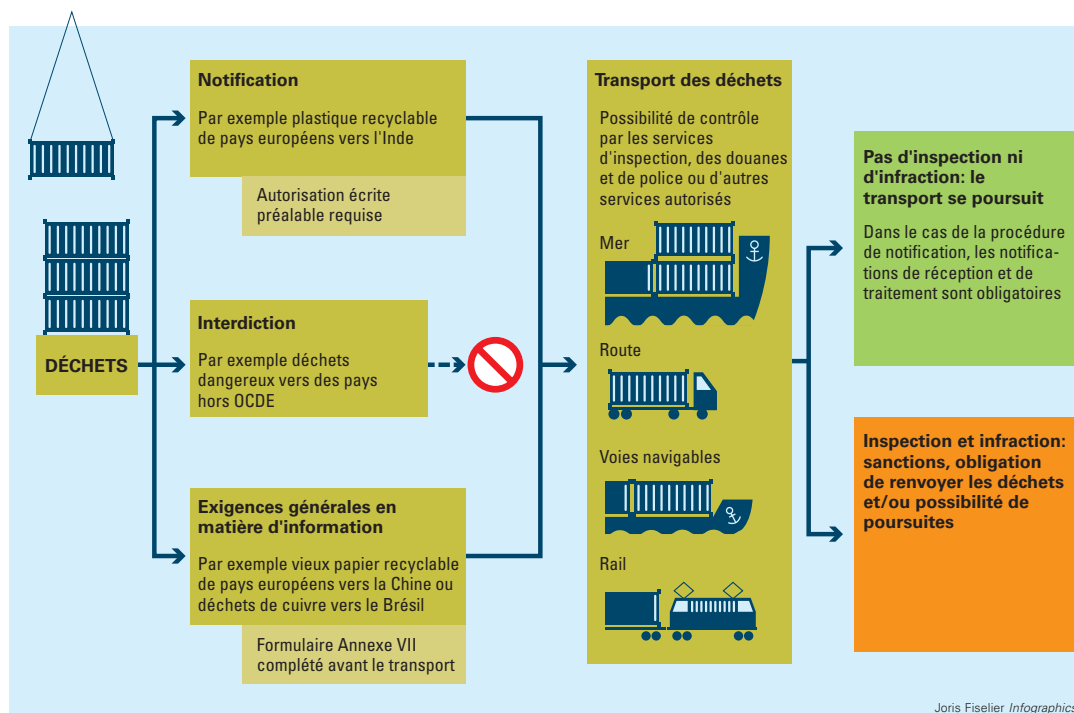 DÉCHETS
Notification
Par exemple plastique recyclable
de pays européens vers l'Inde
Autorisation écrite
préalable requise
Interdiction
Par exemple déchets
dangereux vers des pays
hors OCDE
Exigences générales en
matière d'information
Par exemple vieux papier recyclable
de pays européens vers la Chine ou
déchets de cuivre vers le Brésil
Formulaire Annexe VII
complété avant le transport
Transport des déchets
Possibilité de contrôle
par les services
d'inspection, des douanes
et de police ou d'autres
services autorisés
Mer
Route
Voies navigables
Rail
Pas d'inspection ni
d'infraction: le
transport se poursuit
Dans le cas de la procédure
de notification, les notifica-
tions de réception et de
traitement sont obligatoires
Inspection et infraction:
sanctions, obligation
de renvoyer les déchets
et/ou possibilité de
poursuites
Joris Fiselier Infographics